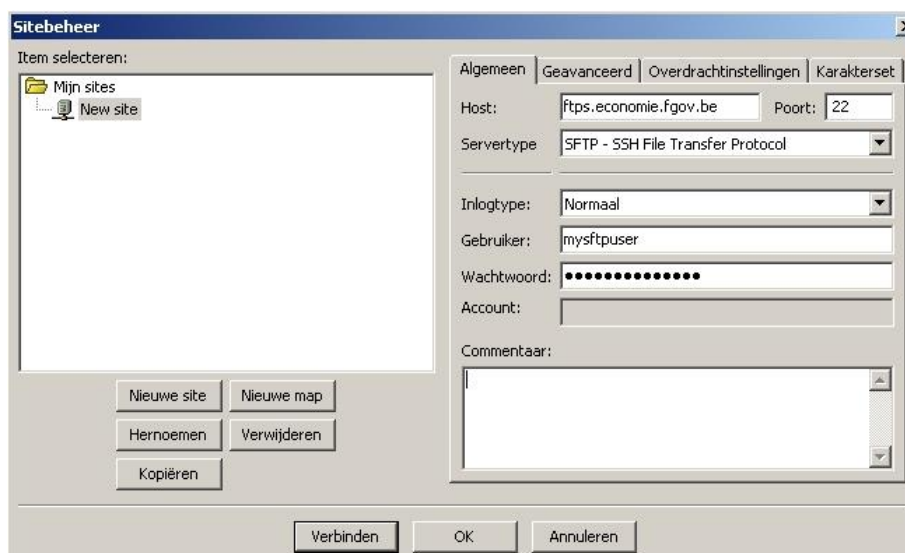 Sitebeheer
Item selecteren:
Mijn sites
New site
Nieuwe site
Nieuwe map
Hernoemen
Verwijderen
Kopiëren
Algemeen
Geavanceerd
Overdrachtinstellingen
Karakterset
Host: ftps.economie.fgov.be Poort: 22
Servertype SFTP - SSH File Transfer Protocol
Inlogtype: Normaal
Gebruiker: mysftpuser
Wachtwoord: ●●●●●●●●●●●●●●
Account:
Commentaar:
Verbinden
OK
Annuleren